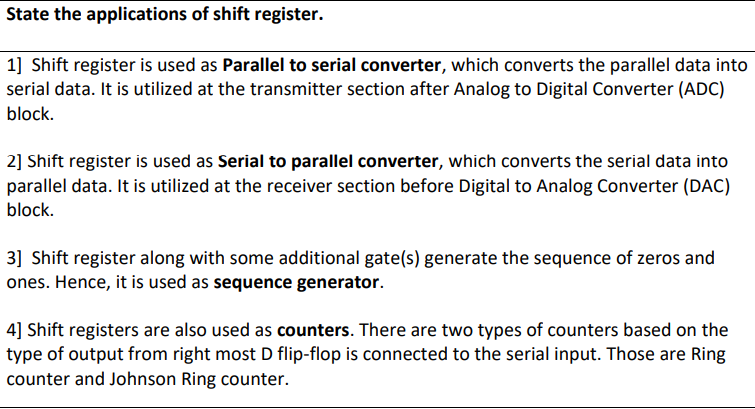 State the applications of shift register.
1] Shift register is used as Parallel to serial converter, which converts the parallel data into
serial data. It is utilized at the transmitter section after Analog to Digital Converter (ADC)
block.
2] Shift register is used as Serial to parallel converter, which converts the serial data into
parallel data. It is utilized at the receiver section before Digital to Analog Converter (DAC)
block.
3] Shift register along with some additional gate(s) generate the sequence of zeros and
ones. Hence, it is used as sequence generator.
4] Shift registers are also used as counters. There are two types of counters based on the
type of output from right most D flip-flop is connected to the serial input. Those are Ring
counter and Johnson Ring counter.